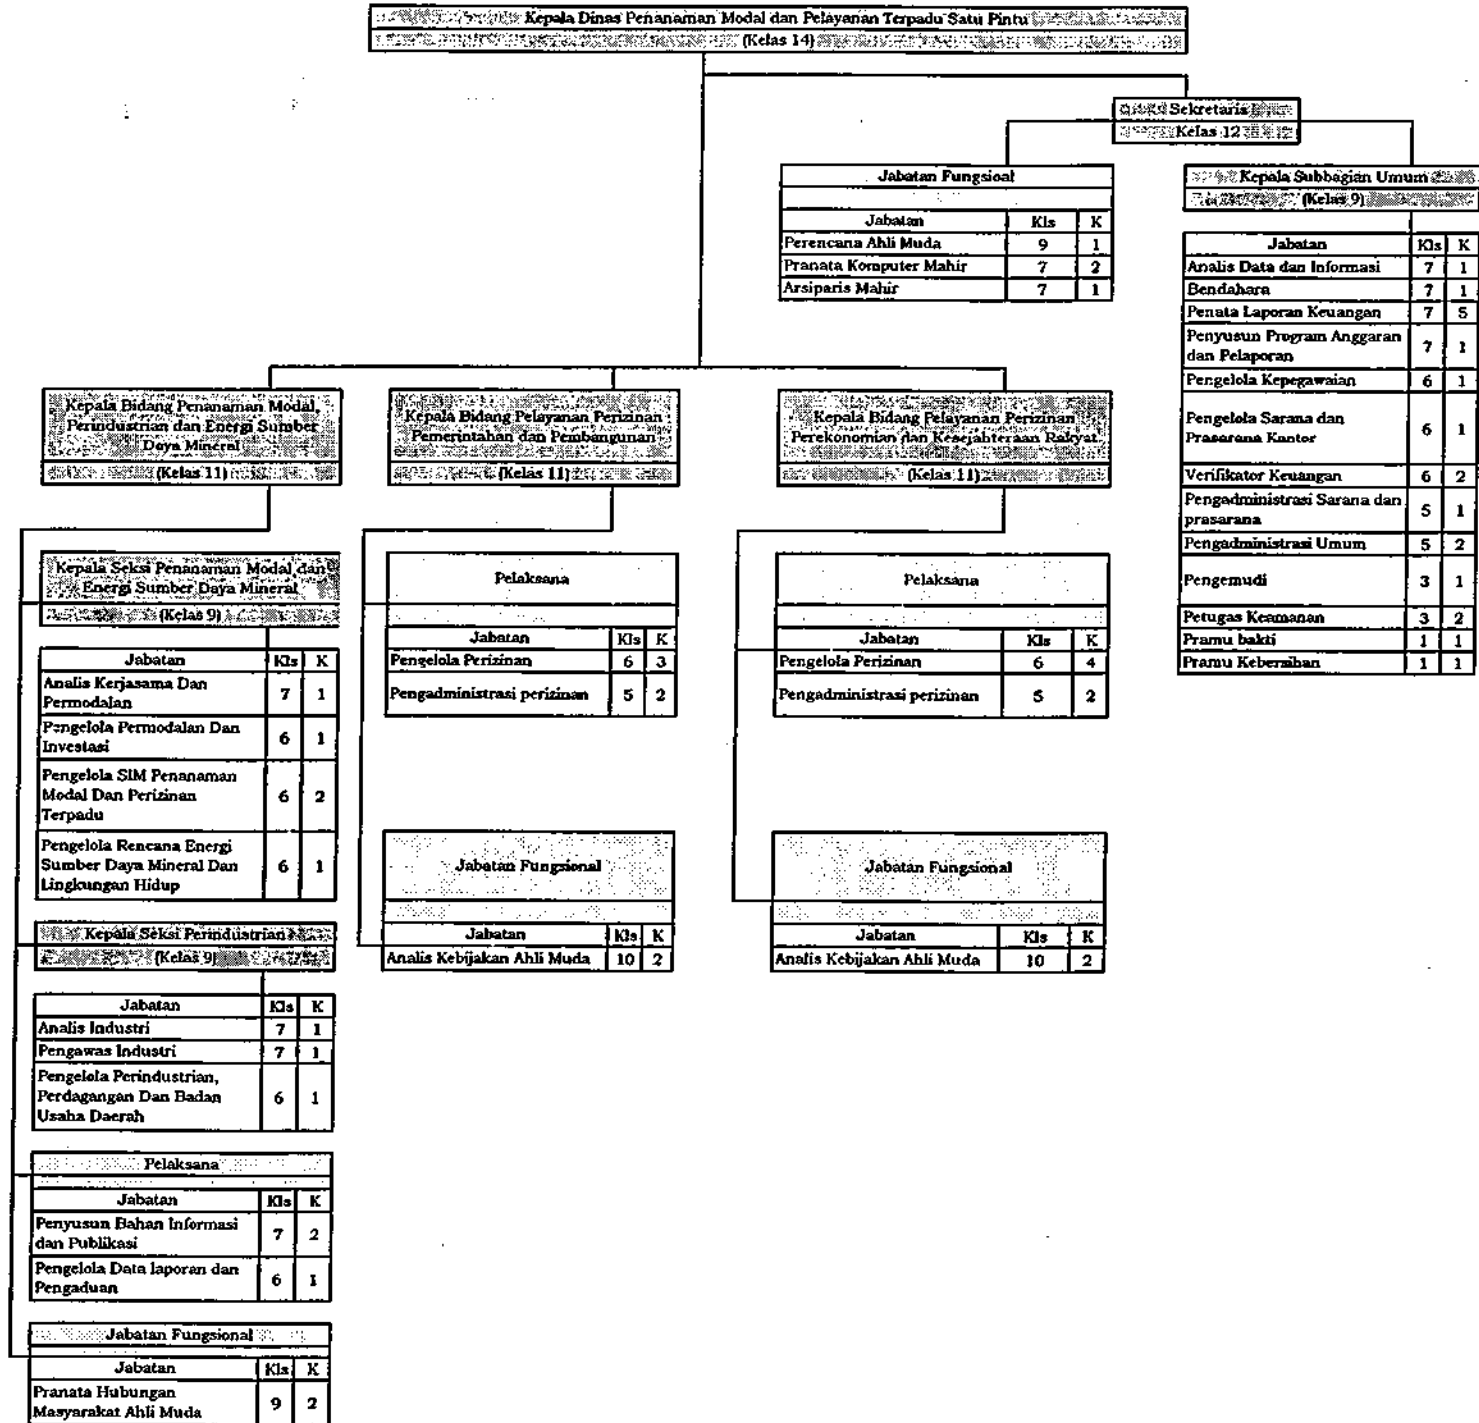 Kepala Dinas Penanaman Modal dan Pelayanan Terpadu Satu Pintu
(Kelas 14)
Sekretaris
Kelas 12
Jabatan Fungsioal
Jabatan Kls K
Perencana Ahli Muda 9 1
Pranata Komputer Mahir 7 2
Arsiparis Mahir 7 1
Kepala Subbagian Umum
(Kelas 9)
Jabatan Kls K
Analis Data dan Informasi 7 1
Bendahara 7 1
Penata Laporan Keuangan 7 5
Penyusun Program Anggaran
dan Pelaporan 7 1
Pengelola Kepegawaian 6 1
Pengelola Sarana dan
Prasarana Kantor 6 1
Verifikator Keuangan 6 2
Pengadministrasi Sarana dan
prasarana 5 1
Pengadministrasi Umum 5 2
Pengemudi 3 1
Petugas Keamanan 3 2
Pramu bakti 1 1
Pramu Kebersihan 1 1
Kepala Bidang Penanaman Modal,
Perindustrian dan Energi Sumber
Daya Mineral
(Kelas 11)
Kepala Seksi Penanaman Modal dan
Energi Sumber Daya Mineral
(Kelas 9)
Jabatan Kls K
Analis Kerjasama Dan
Permodalan 7 1
Pengelola Permodalan Dan
Investasi 6 1
Pengelola SIM Penanaman
Modal Dan Perizinan
Terpadu 6 2
Pengelola Rencana Energi
Sumber Daya Mineral Dan
Lingkungan Hidup 6 1
Kepala Seksi Perindustrian
(Kelas 9)
Jabatan Kls K
Analis Industri 7 1
Pengawas Industri 7 1
Pengelola Perindustrian,
Perdagangan Dan Badan
Usaha Daerah 6 1
Pelaksana
Jabatan Kls K
Penyusun Bahan Informasi
dan Publikasi 7 2
Pengelola Data laporan dan
Pengaduan 6 1
Jabatan Fungsional
Jabatan Kls K
Pranata Hubungan
Masyarakat Ahli Muda 9 2
Kepala Bidang Pelayanan Perizinan
Pemerintahan dan Pembangunan
(Kelas 11)
Pelaksana
Jabatan Kls K
Pengelola Perizinan 6 3
Pengadministrasi perizinan 5 2
Jabatan Fungsional
Jabatan Kls K
Analis Kebijakan Ahli Muda 10 2
Kepala Bidang Pelayanan Perizinan
Perekonomian dan Kesejahteraan Rakyat
(Kelas 11)
Pelaksana
Jabatan Kls K
Pengelola Perizinan 6 4
Pengadministrasi perizinan 5 2
Jabatan Fungsional
Jabatan Kls K
Analis Kebijakan Ahli Muda 10 2